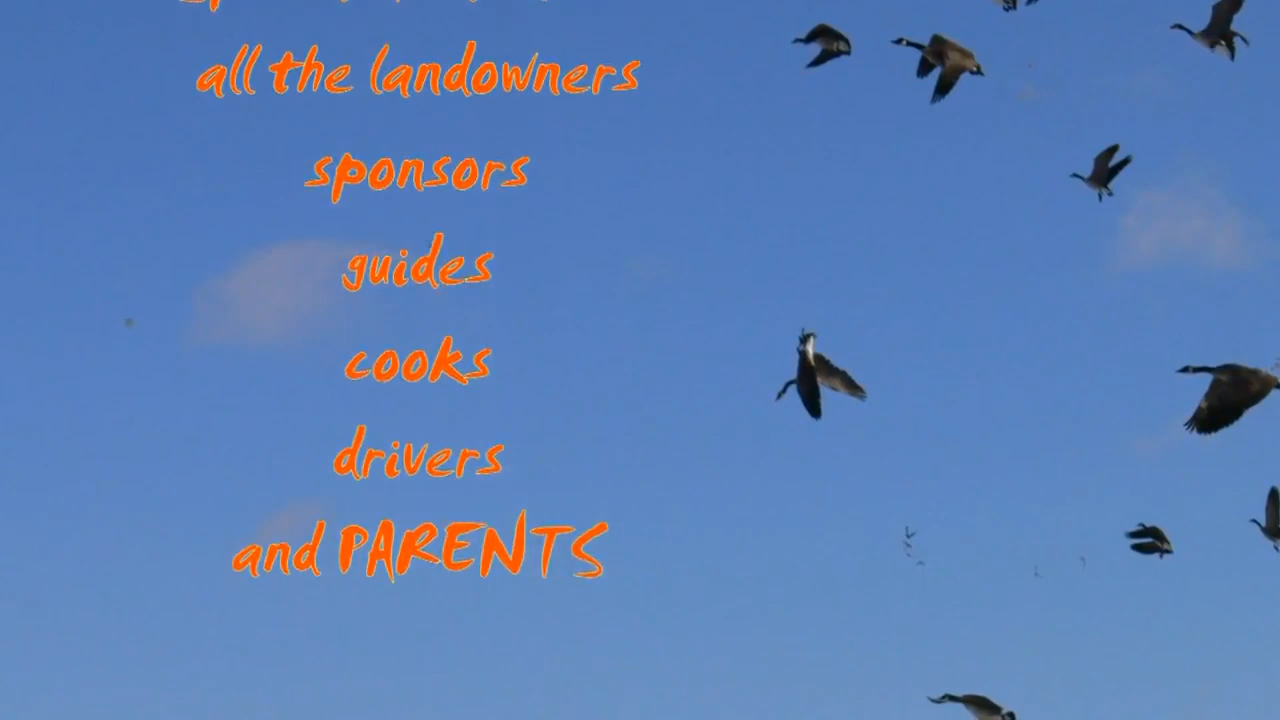 all the landowners
sponsors
guides
cooks
drivers
and PARENTS